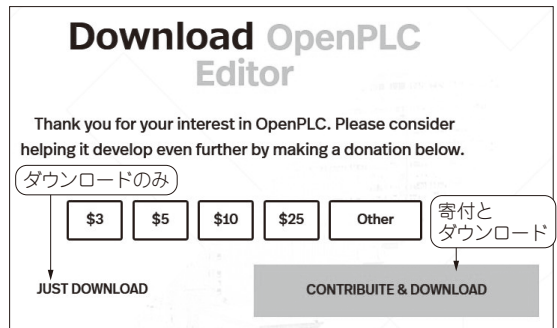 Download OpenPLC
Editor
Thank you for your interest in OpenPLC. Please consider
helping it develop even further by making a donation below.
ダウンロードのみ
$3
$5
$10
$25
Other
寄付と
ダウンロード
JUST DOWNLOAD
CONTRIBUITE & DOWNLOAD